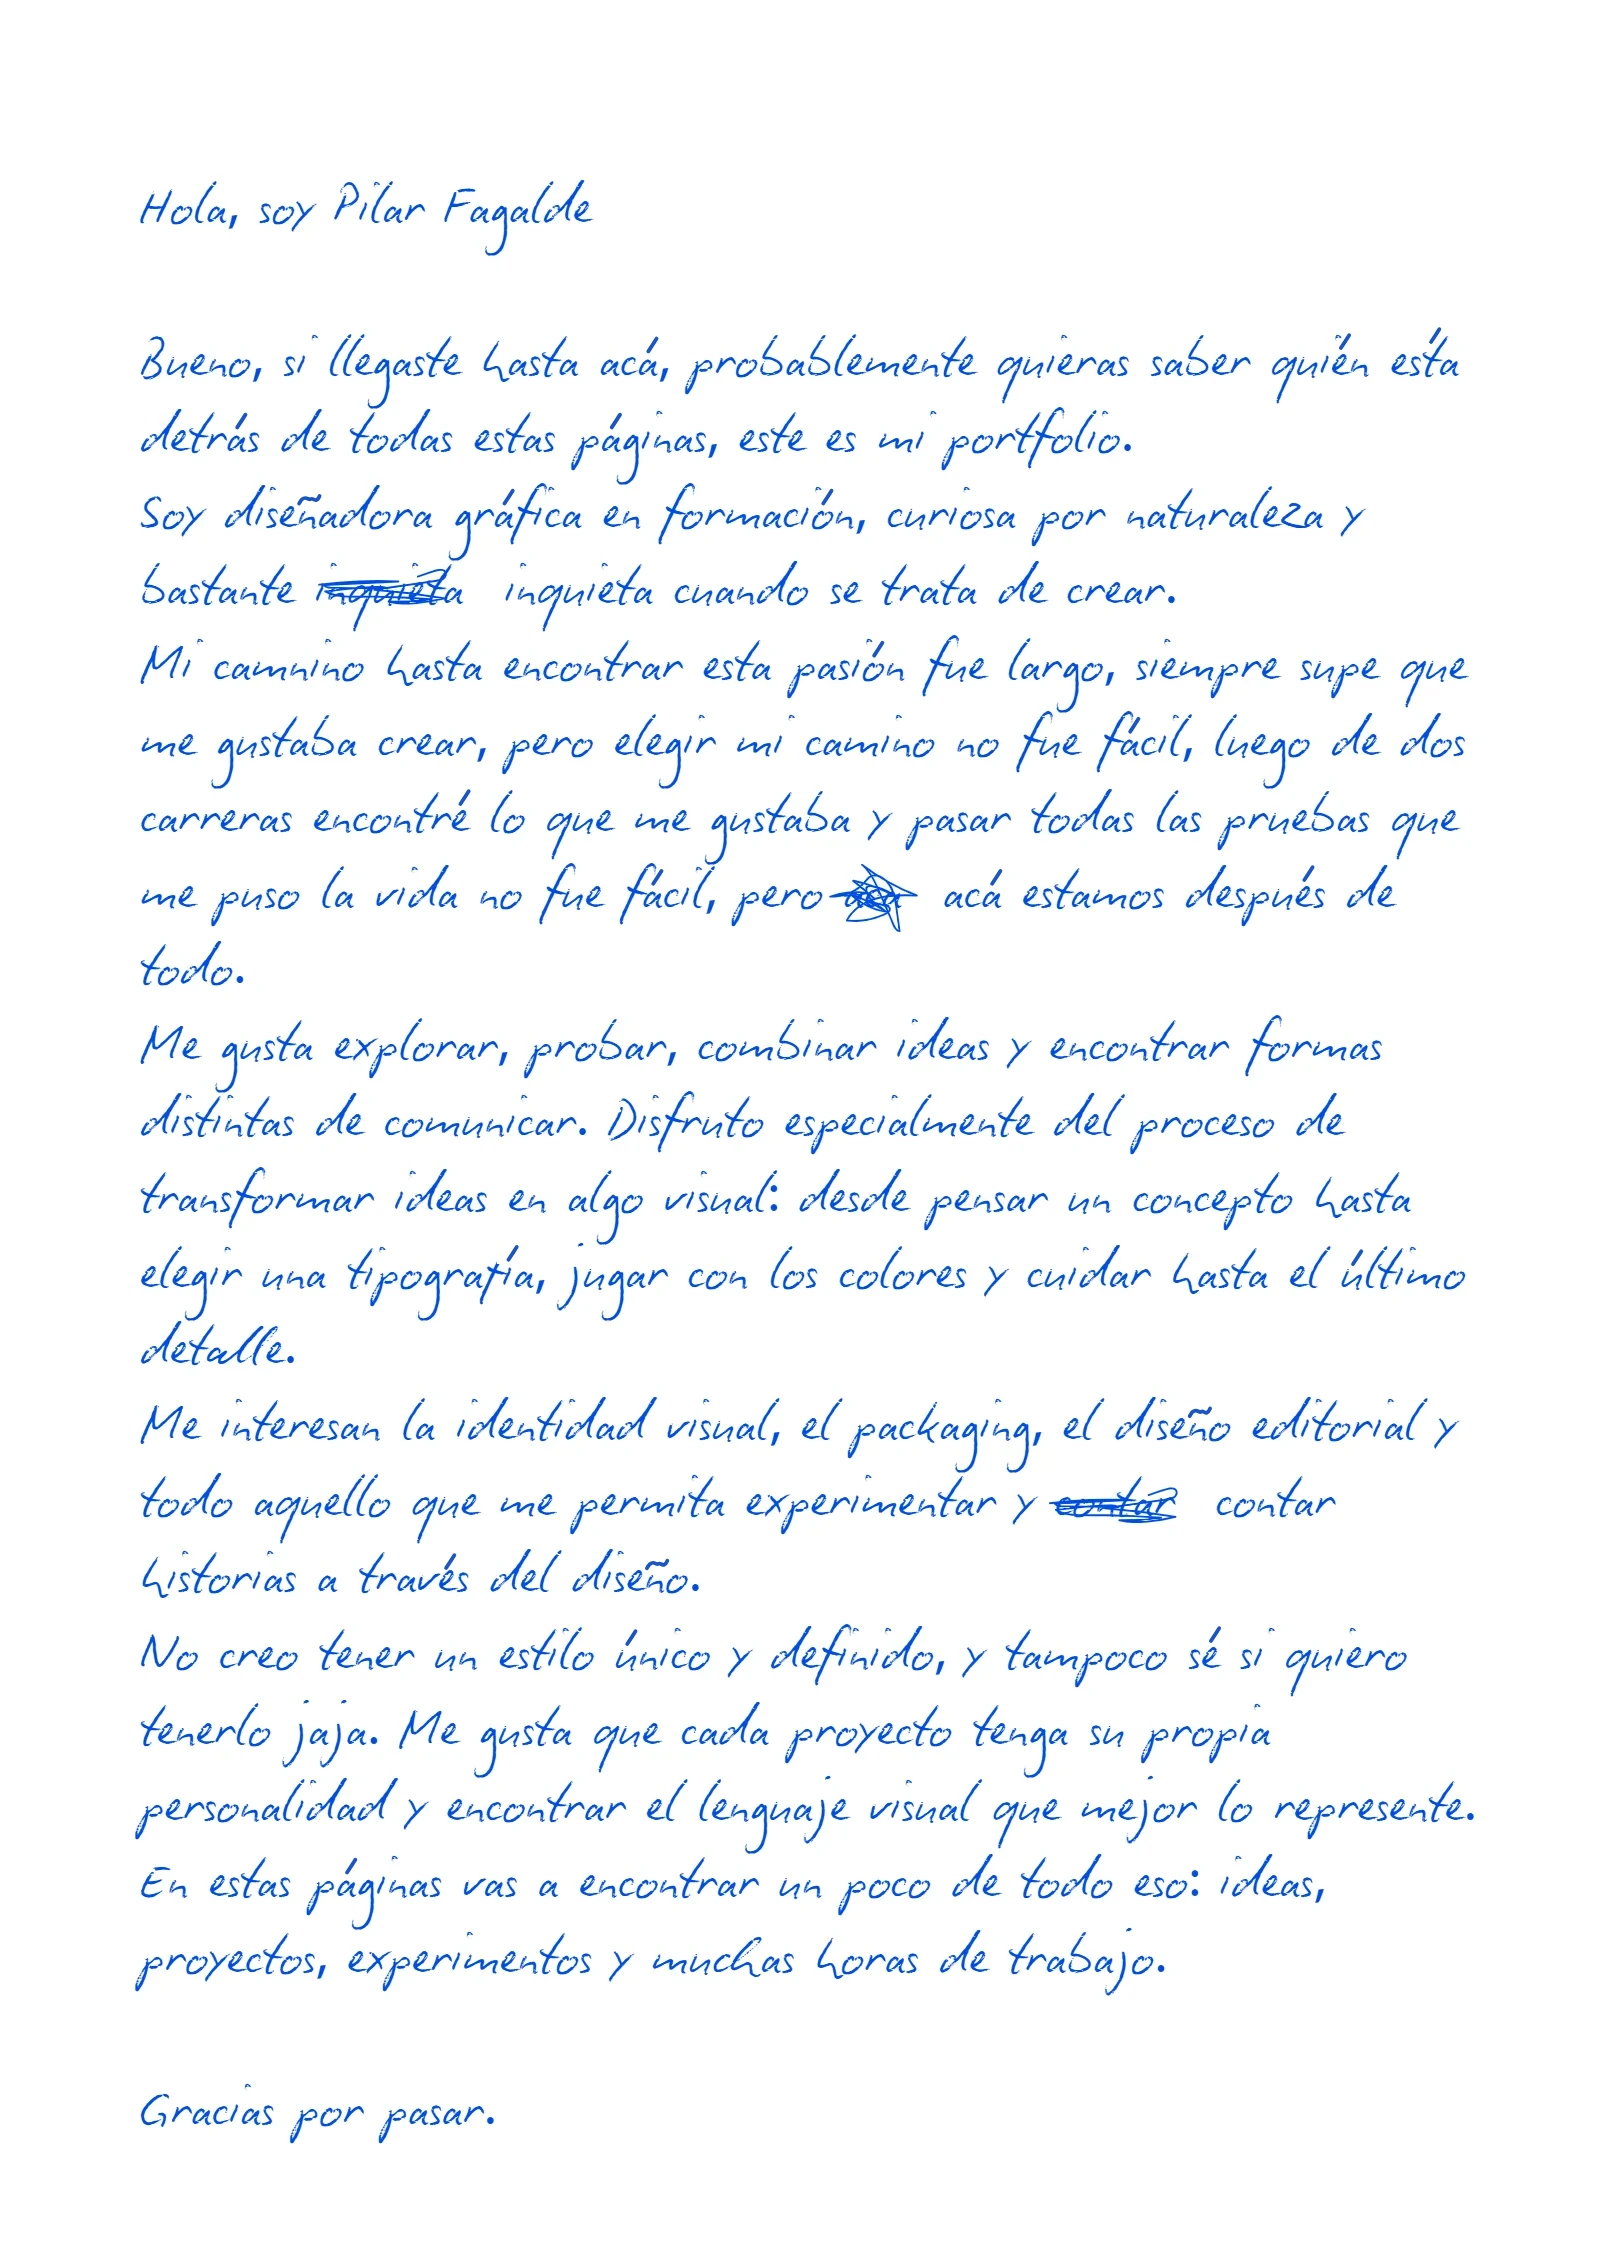 Hola, soy Pilar Fagalde
Bueno, si llegaste hasta acá, probablemente quieras saber quién ésta
detrás de todas estas páginas, este es mi portfolio.
Soy diseñadora gráfica en formación, curiosa por naturaleza y
bastante inquieta inquieta cuando se trata de crear.
Mi camnino hasta encontrar esta pasión fue largo, siempre supe que
me gustaba crear, pero elegir mi camino no fue fácil, luego de dos
carreras encontré lo que me gustaba y pasar todas las pruebas que
me puso la vida no fue fácil, pero acá estamos después de
todo.
Me gusta explorar, probar, combinar ideas y encontrar formas
distintas de comunicar. Disfruto especialmente del proceso de
transformar ideas en algo visual: desde pensar un concepto hasta
elegir una tipografía, jugar con los colores y cuidar hasta el último
detalle.
Me interesan la identidad visual, el packaging, el diseño editorial y
todo aquello que me permita experimentar y contar contar
historias a través del diseño.
No creo tener un estilo único y definido, y tampoco sé si quiero
tenerlo jaja. Me gusta que cada proyecto tenga su propia
personalidad y encontrar el lenguaje visual que mejor lo represente.
En estas páginas vas a encontrar un poco de todo eso: ideas,
proyectos, experimentos y muchas horas de trabajo.
Gracias por pasar.